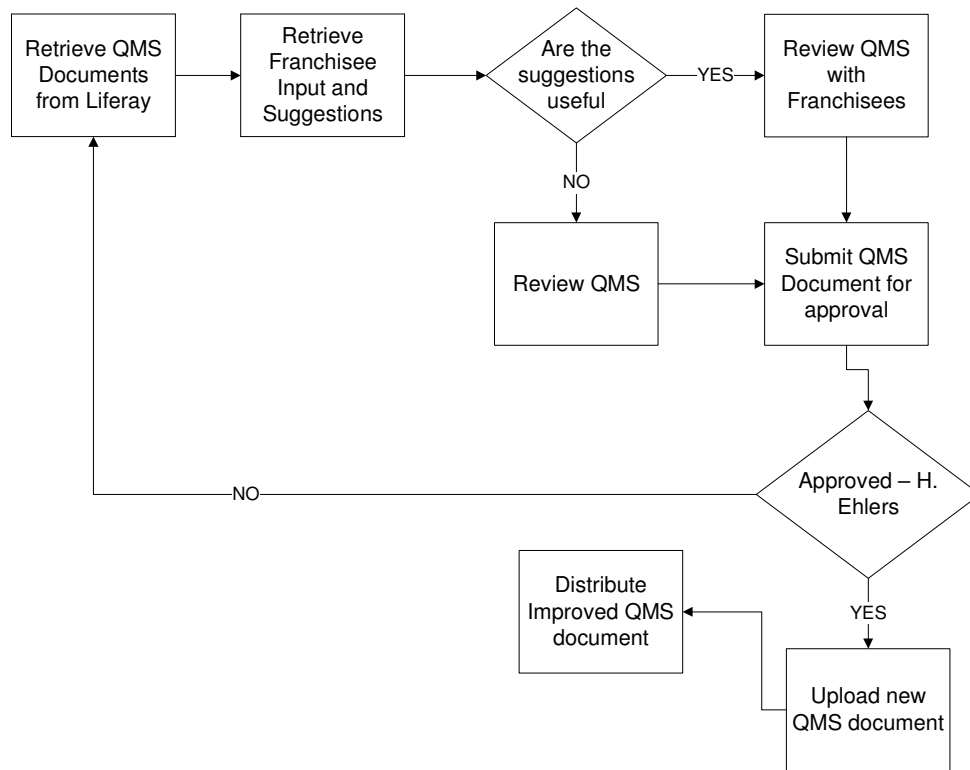 Retrieve QMS
Documents
from Liferay
Retrieve
Franchisee
Input and
Suggestions
Are the
suggestions
useful
YES
Review QMS
with
Franchisees
NO
Review QMS
Submit QMS
Document for
approval
Approved – H.
Ehlers
NO
YES
Distribute
Improved QMS
document
Upload new
QMS document